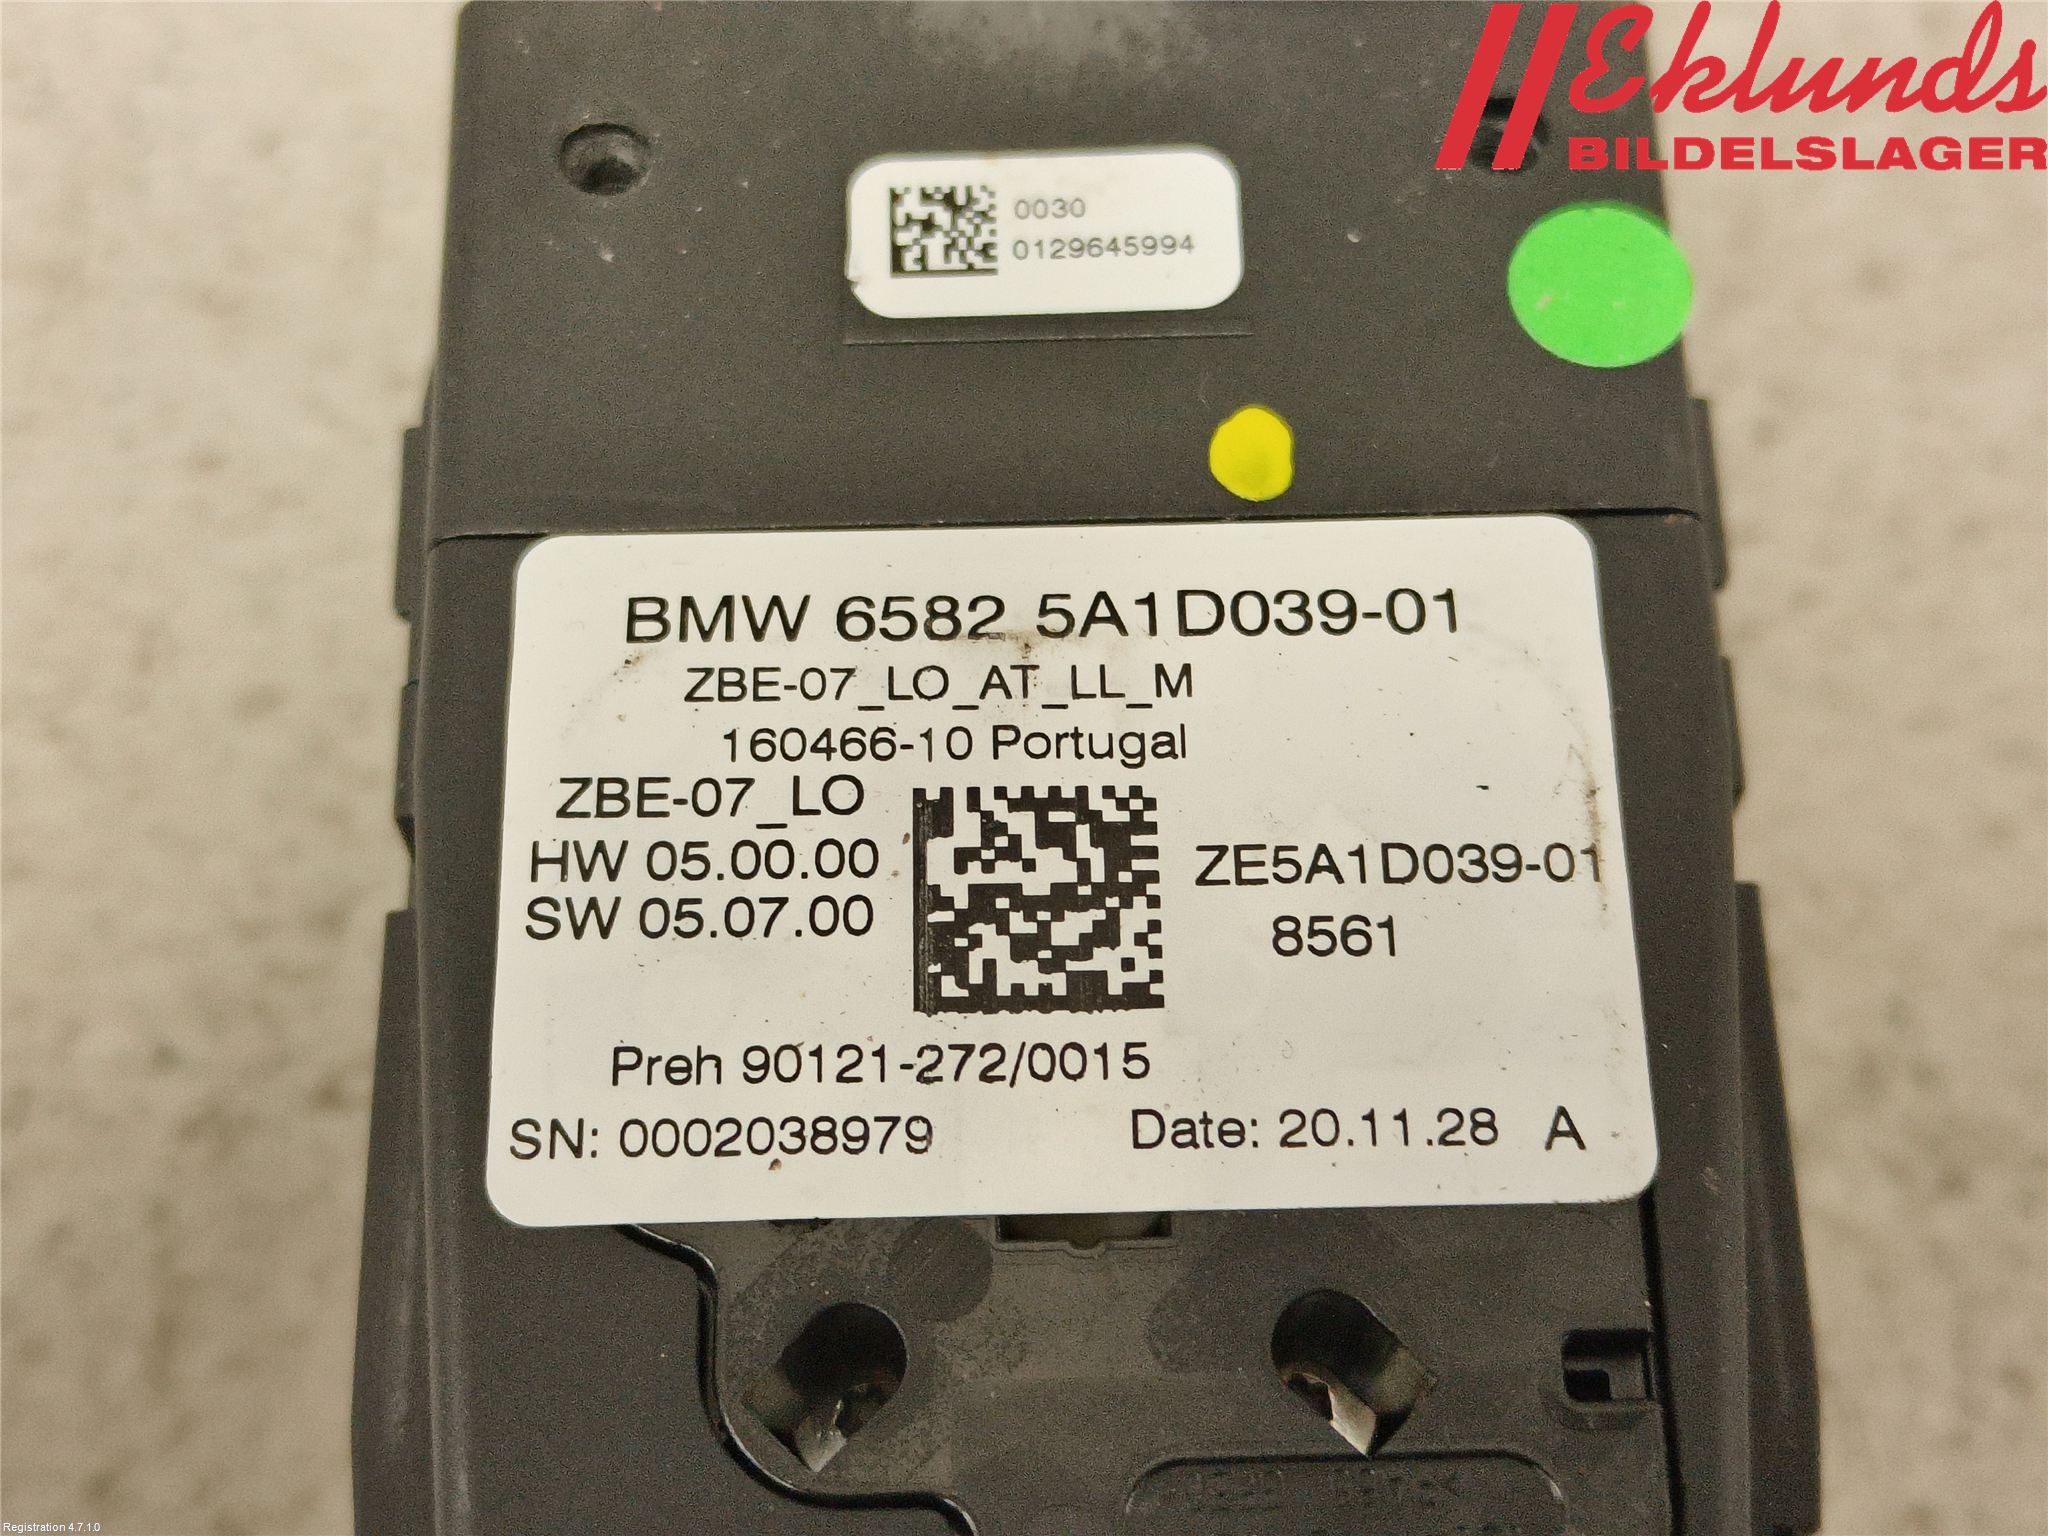 Eklunds
BILDELSLAGER
0030
0129645994
BMW 6582 5A1D039-01
ZBE-07_LO_AT_LL_M
160466-10 Portugal
ZBE-07_LO
HW 05.00.00
SW 05.07.00
ZE5A1D039-01
8561
Preh 90121-272/0015
SN: 0002038979
Date: 20.11.28 A
Registration 4.7.1.0